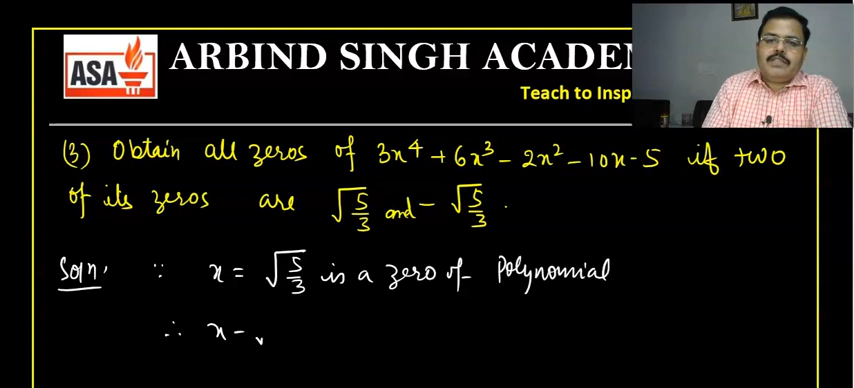 ASA
ARBIND SINGH ACADEM
Teach to Insp
(3) Obtain all zeros of 3x⁴ + 6x³ - 2x² - 10x - 5 if two
of its zeros are √5/3 and - √5/3 .
Soln. ∵ x = √5/3 is a zero of Polynomial
∴ x -